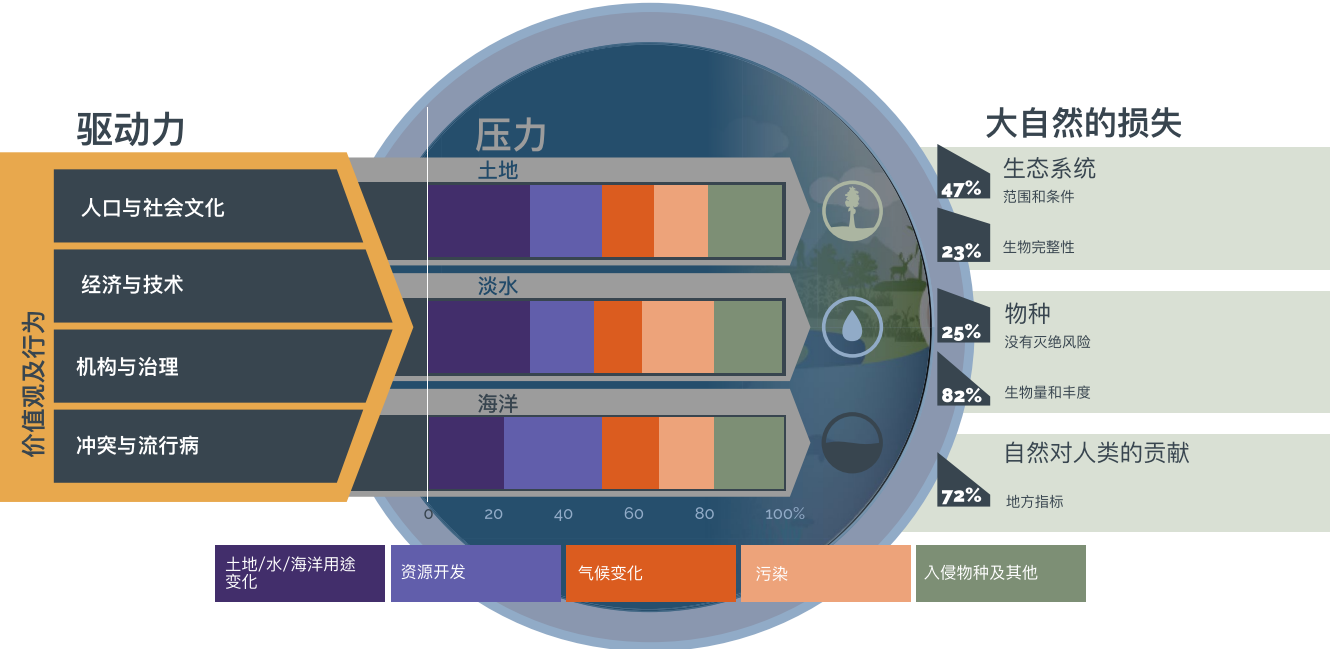 驱动力
价值观及行为
人口与社会文化
经济与技术
机构与治理
冲突与流行病
压力
土地
淡水
海洋
0 20 40 60 80 100%
大自然的损失
生态系统
47% 范围和条件
23% 生物完整性
物种
25% 没有灭绝风险
82% 生物量和丰度
自然对人类的贡献
72% 地方指标
土地/水/海洋用途
变化
资源开发
气候变化
污染
入侵物种及其他